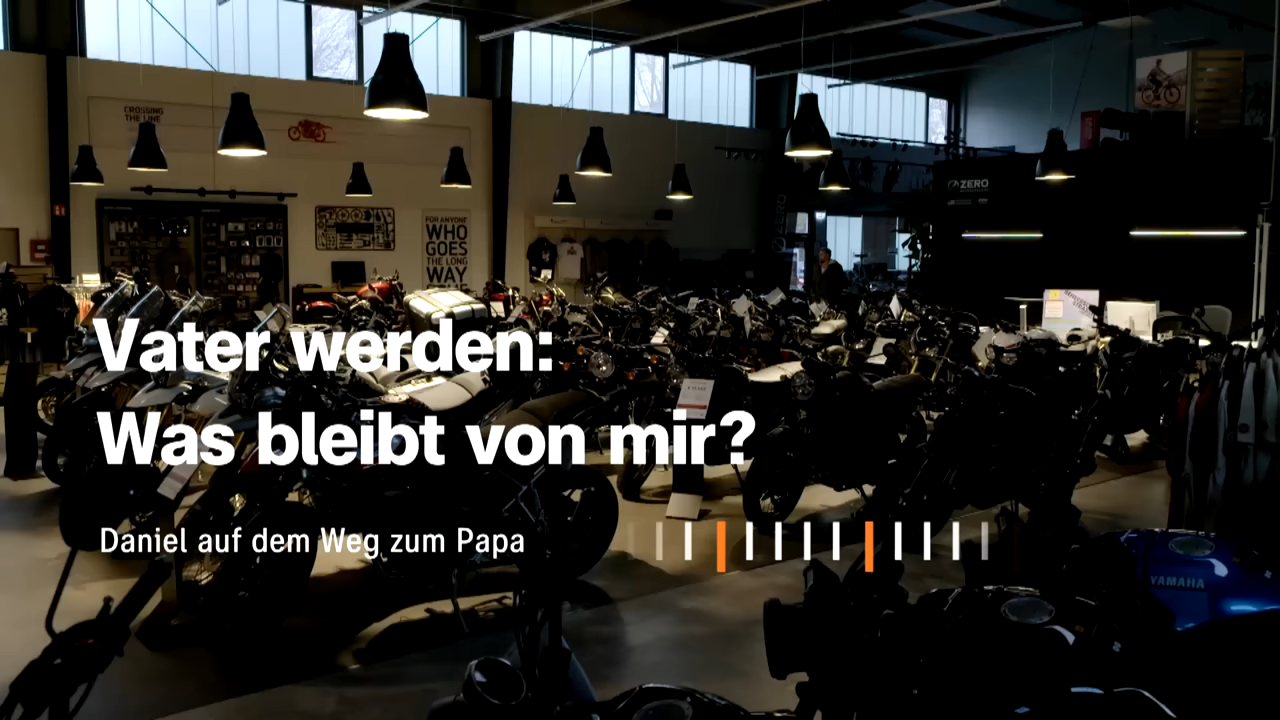 CROSSING
THE LINE
ZERO
FOR ANYONE
WHO
GOES
THE LONG
WAY
Vater werden:
Was bleibt von mir?
Daniel auf dem Weg zum Papa
YAMAHA